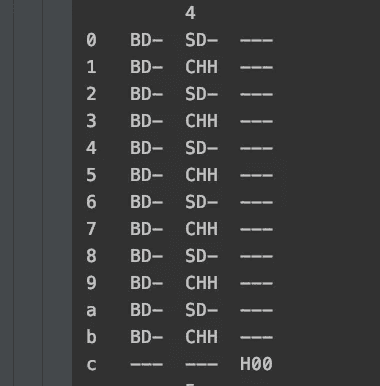 4
0 BD- SD- ---
1 BD- CHH ---
2 BD- SD- ---
3 BD- CHH ---
4 BD- SD- ---
5 BD- CHH ---
6 BD- SD- ---
7 BD- CHH ---
8 BD- SD- ---
9 BD- CHH ---
a BD- SD- ---
b BD- CHH ---
c --- --- H00